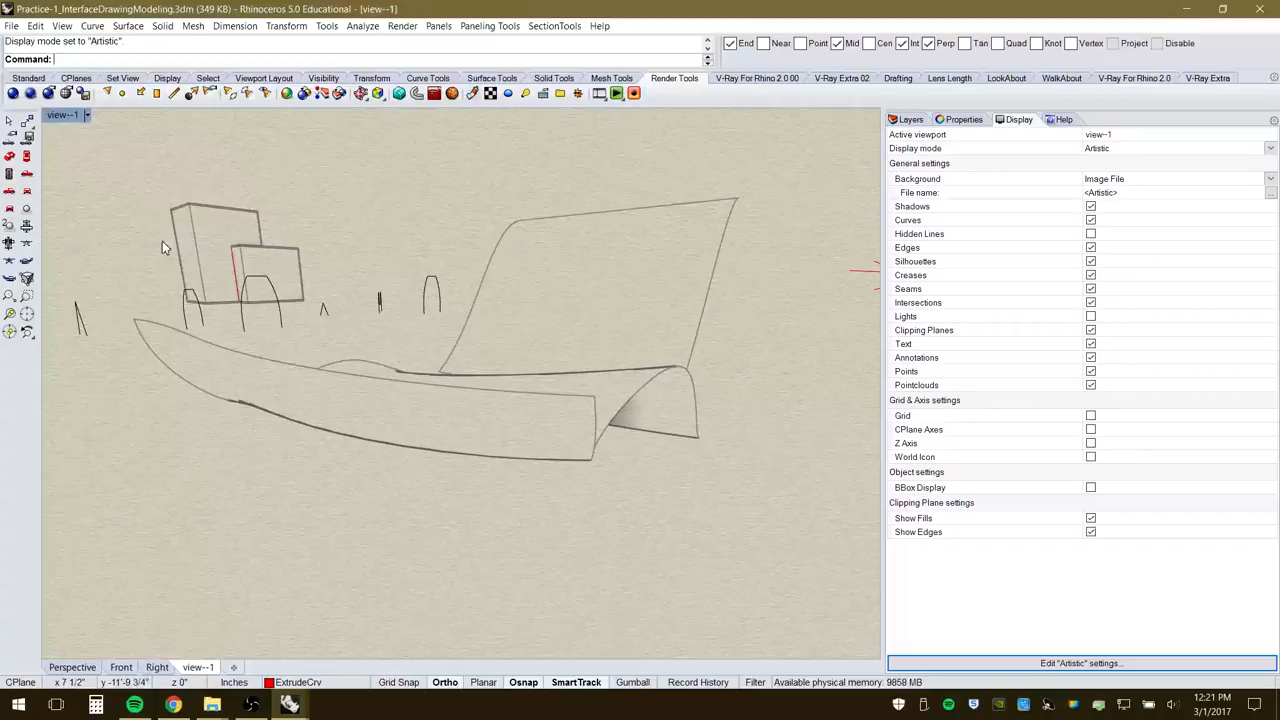 Practice-1_InterfaceDrawingModeling.3dm (349 KB) - Rhinoceros 5.0 Educational - [view--1]
File Edit View Curve Surface Solid Mesh Dimension Transform Tools Analyze Render Panels Paneling Tools SectionTools Help
Display mode set to "Artistic".
Command:
End Near Point Mid Cen Int Perp Tan Quad Knot Vertex Project Disable
Standard CPlanes Set View Display Select Viewport Layout Visibility Transform Curve Tools Surface Tools Solid Tools Mesh Tools Render Tools V-Ray For Rhino 2.0 00 V-Ray Extra 02 Drafting Lens Length LookAbout WalkAbout V-Ray For Rhino 2.0 V-Ray Extra
view--1
Layers Properties Display Help
Active viewport view--1
Display mode Artistic
General settings
Background Image File
File name: <Artistic>
Shadows
Curves
Hidden Lines
Edges
Silhouettes
Creases
Seams
Intersections
Lights
Clipping Planes
Text
Annotations
Points
Pointclouds
Grid & Axis settings
Grid
CPlane Axes
Z Axis
World Icon
Object settings
BBox Display
Clipping Plane settings
Show Fills
Show Edges
Edit "Artistic" settings...
Perspective Front Right view--1
CPlane x 7 1/2" y -11'-9 3/4" z 0" Inches ExtrudeCrv Grid Snap Ortho Planar Osnap SmartTrack Gumball Record History Filter Available physical memory: 9858 MB
12:21 PM
3/1/2017